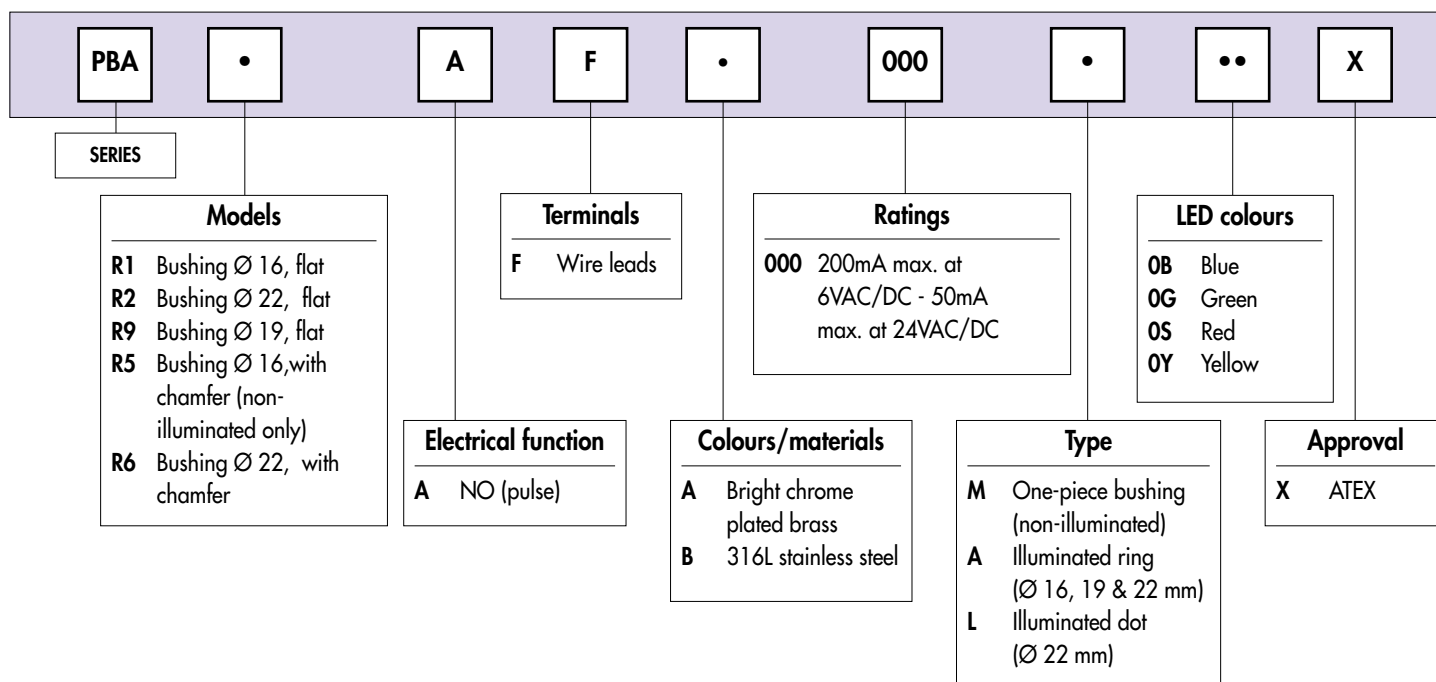 PBA • A F • 000 • •• X
SERIES
Models
R1 Bushing Ø 16, flat
R2 Bushing Ø 22, flat
R9 Bushing Ø 19, flat
R5 Bushing Ø 16,with
chamfer (non-
illuminated only)
R6 Bushing Ø 22, with
chamfer
Electrical function
A NO (pulse)
Terminals
F Wire leads
Colours/materials
A Bright chrome
plated brass
B 316L stainless steel
Ratings
000 200mA max. at
6VAC/DC - 50mA
max. at 24VAC/DC
Type
M One-piece bushing
(non-illuminated)
A Illuminated ring
(Ø 16, 19 & 22 mm)
L Illuminated dot
(Ø 22 mm)
LED colours
0B Blue
0G Green
0S Red
0Y Yellow
Approval
X ATEX